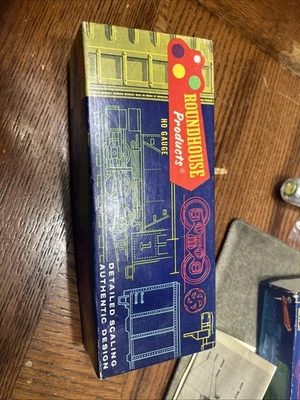 ROUNDHOUSE
Products
HO GAUGE
DETAILED SCALING
AUTHENTIC DESIGN